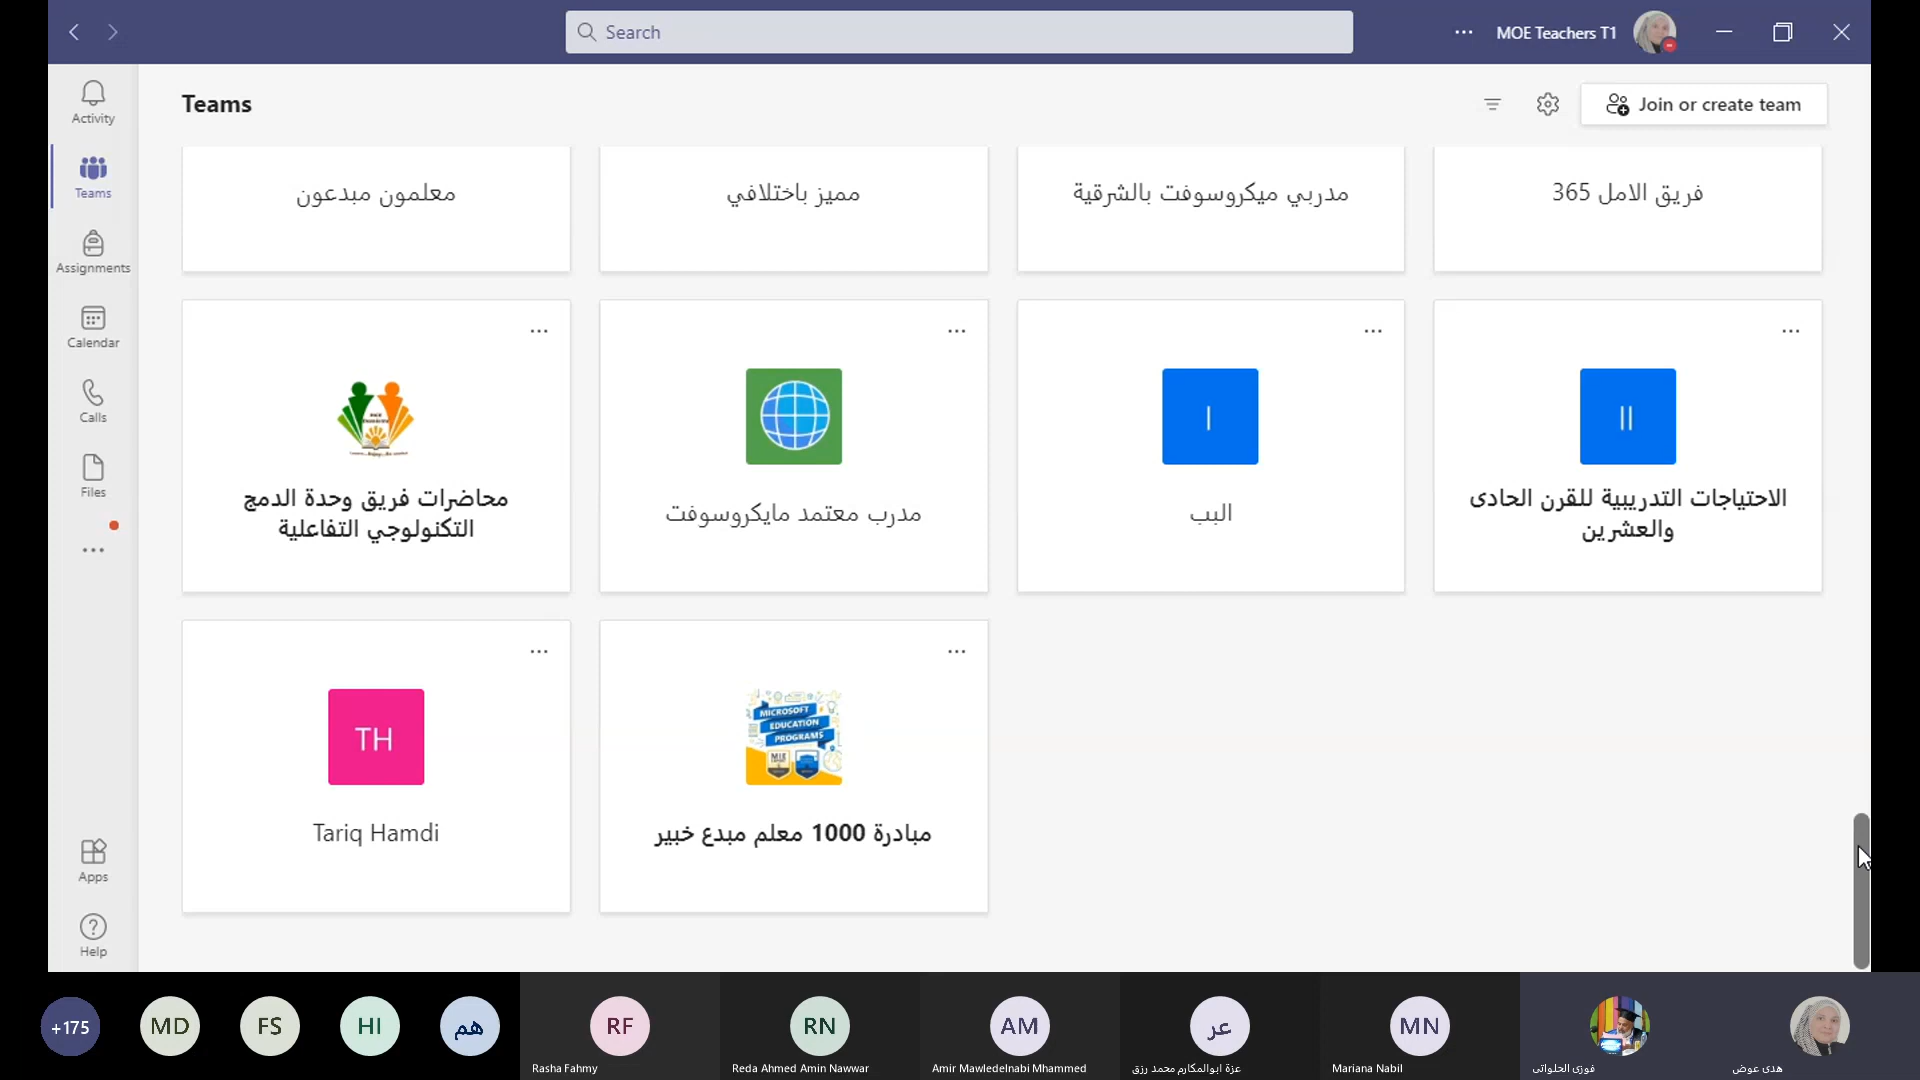 Search
MOE Teachers T1
Activity
Teams
Assignments
Calendar
Calls
Files
Apps
Help
Teams
Join or create team
معلمون مبدعون
مميز باختلافي
مدربي ميكروسوفت بالشرقية
فريق الامل 365
محاضرات فريق وحدة الدمج
التكنولوجي التفاعلية
مدرب معتمد مايكروسوفت
I
البب
II
الاحتياجات التدريبية للقرن الحادى
والعشرين
TH
Tariq Hamdi
MICROSOFT
EDUCATION
PROGRAMS
مبادرة 1000 معلم مبدع خبير
+175
MD
FS
HI
هم
RF
Rasha Fahmy
RN
Reda Ahmed Amin Nawwar
AM
Amir Mawledelnabi Mhammed
عر
عزة ابوالمكارم محمد رزق
MN
Mariana Nabil
فوزى الحلوانى
هدى عوض